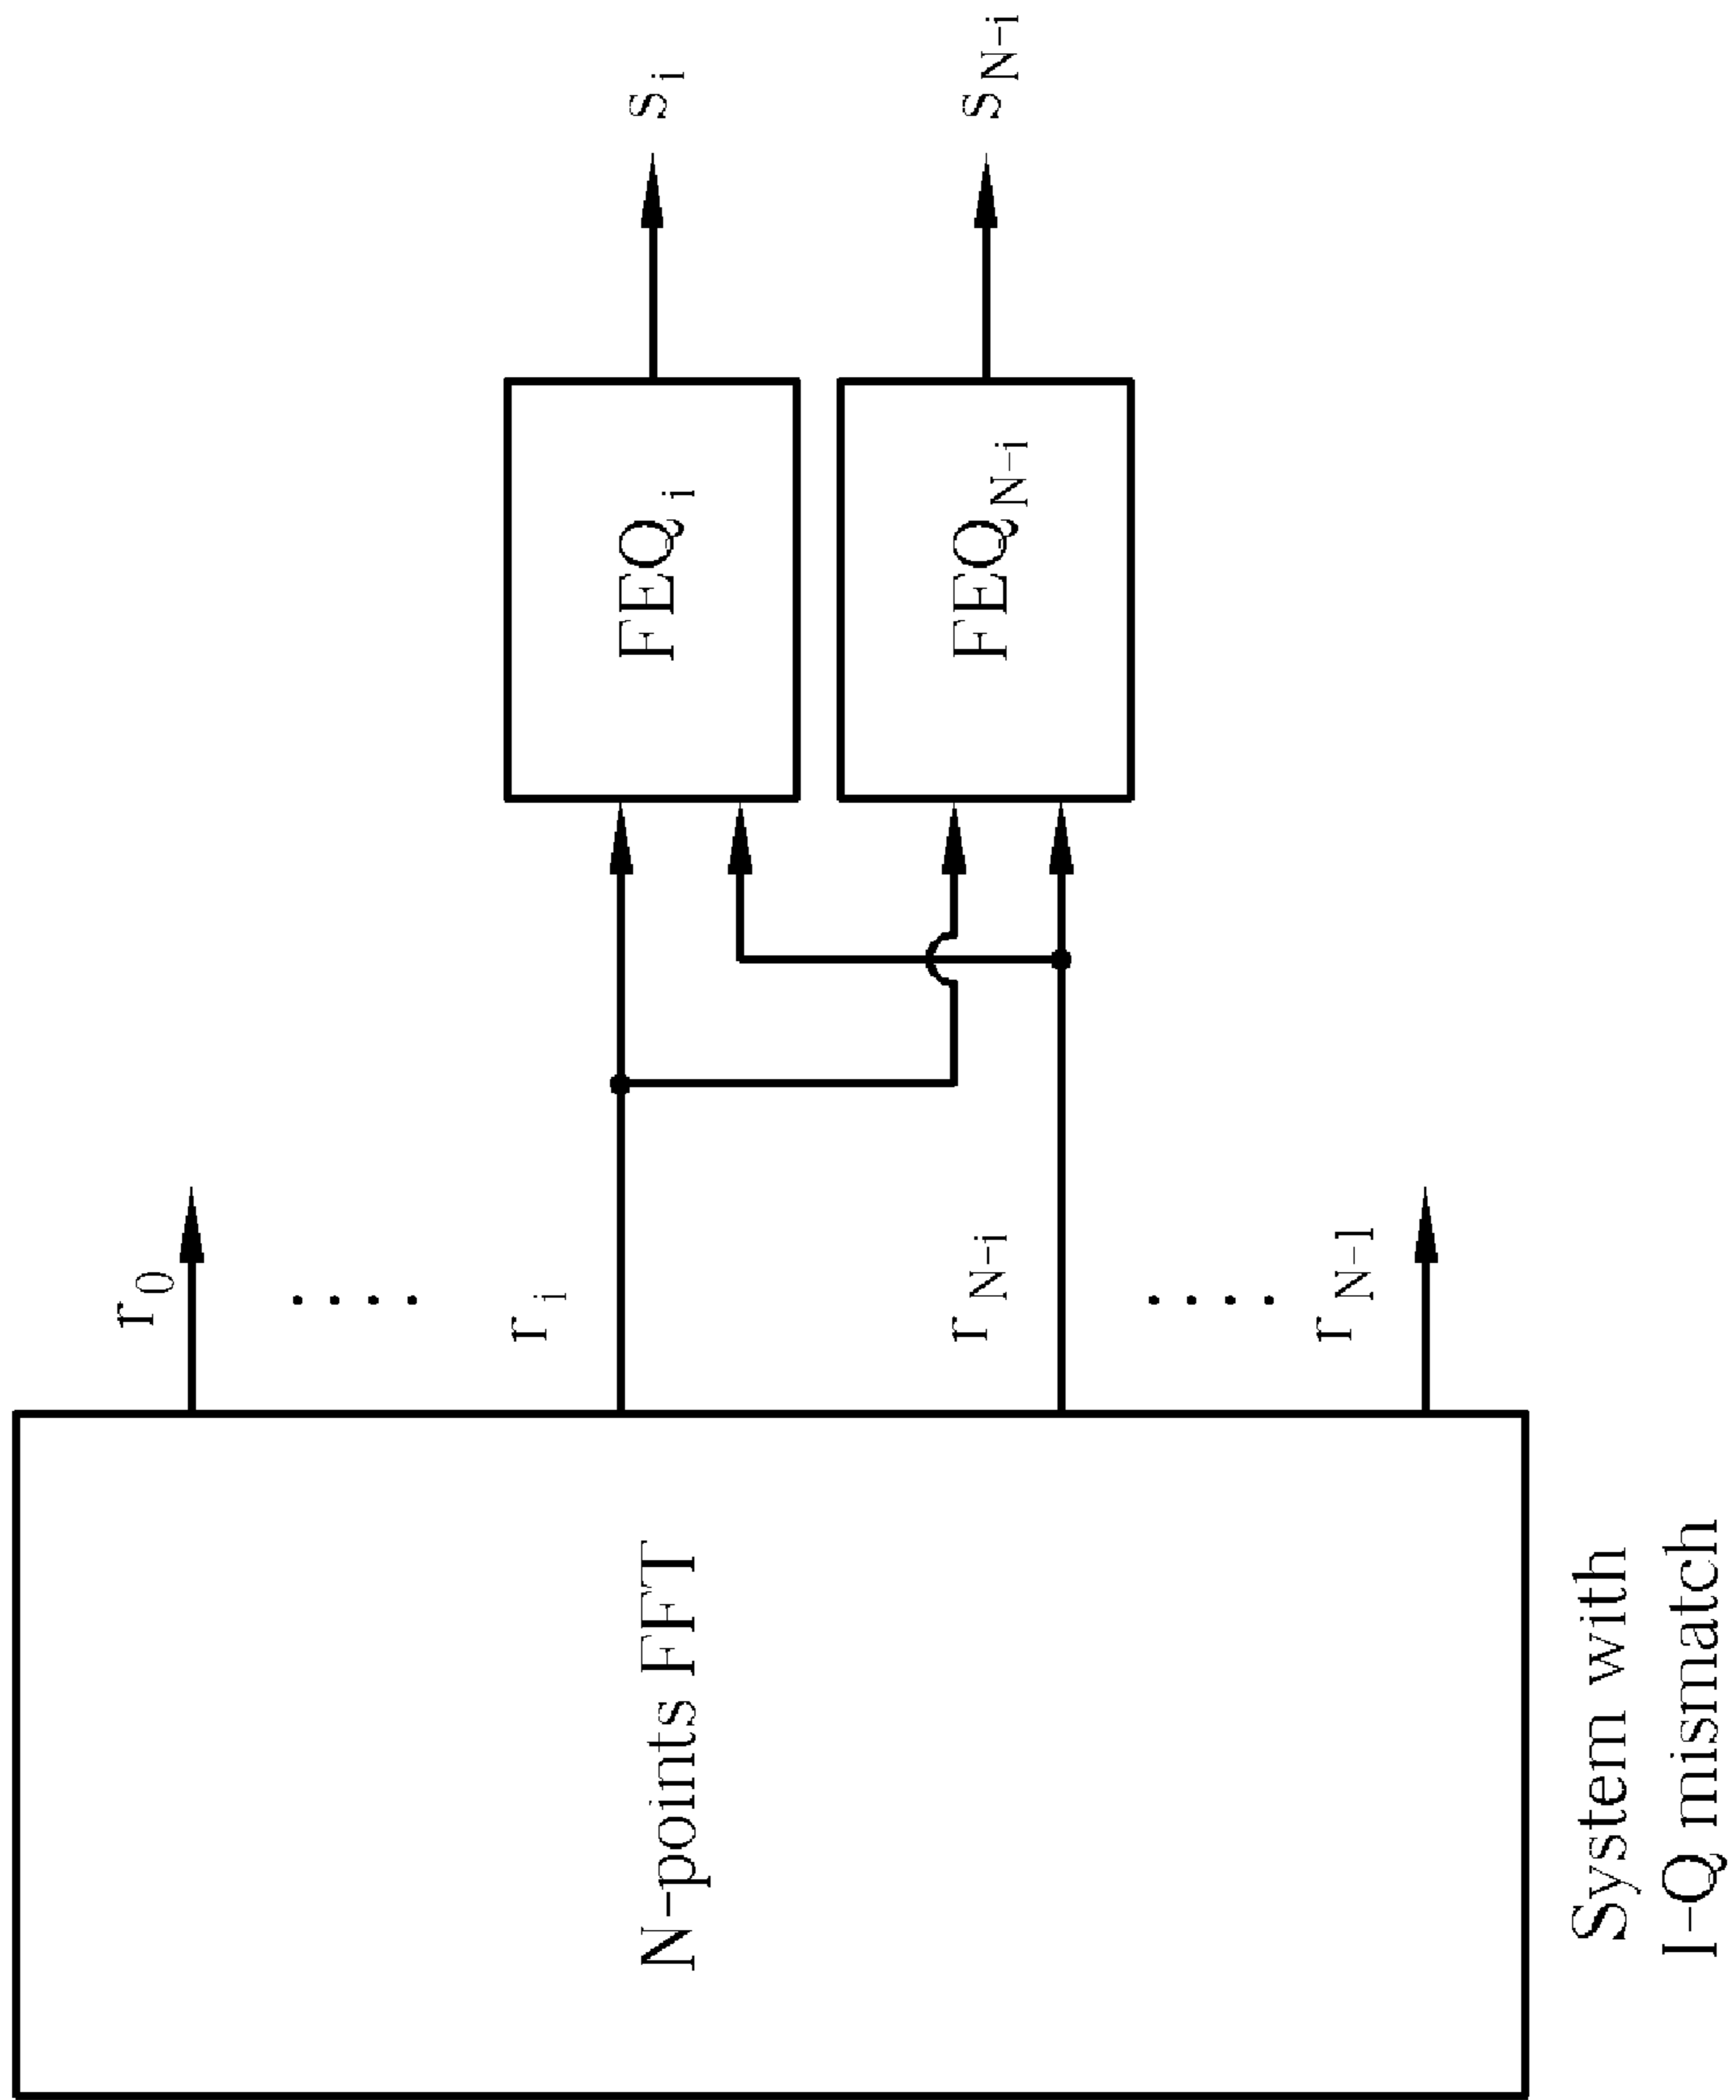 N-points FFT
r0
....
ri
rN-i
....
rN-1
FEQi
FEQN-i
si
sN-i
System with
I-Q mismatch